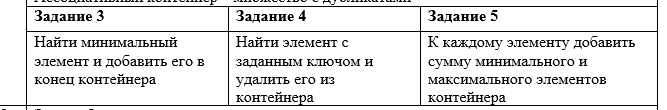 Ассоциативный контейнер - множество с дубликатами
Задание 3 Задание 4 Задание 5
Найти минимальный элемент и добавить его в конец контейнера
Найти элемент с заданным ключом и удалить его из контейнера
К каждому элементу добавить сумму минимального и максимального элементов контейнера